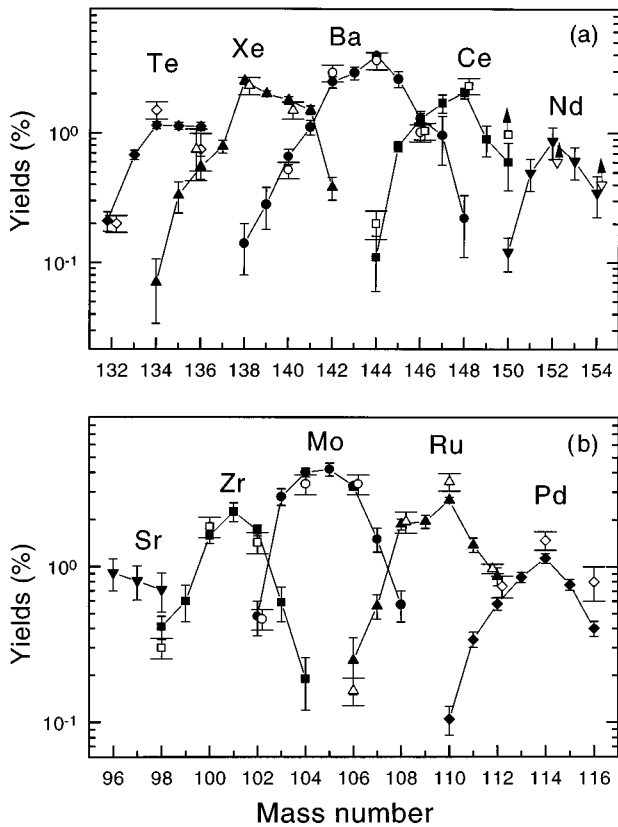 (a)
Te Xe Ba Ce Nd
Yields (%)
10⁰
10⁻¹
132 134 136 138 140 142 144 146 148 150 152 154
(b)
Sr Zr Mo Ru Pd
Yields (%)
10⁰
10⁻¹
96 98 100 102 104 106 108 110 112 114 116
Mass number